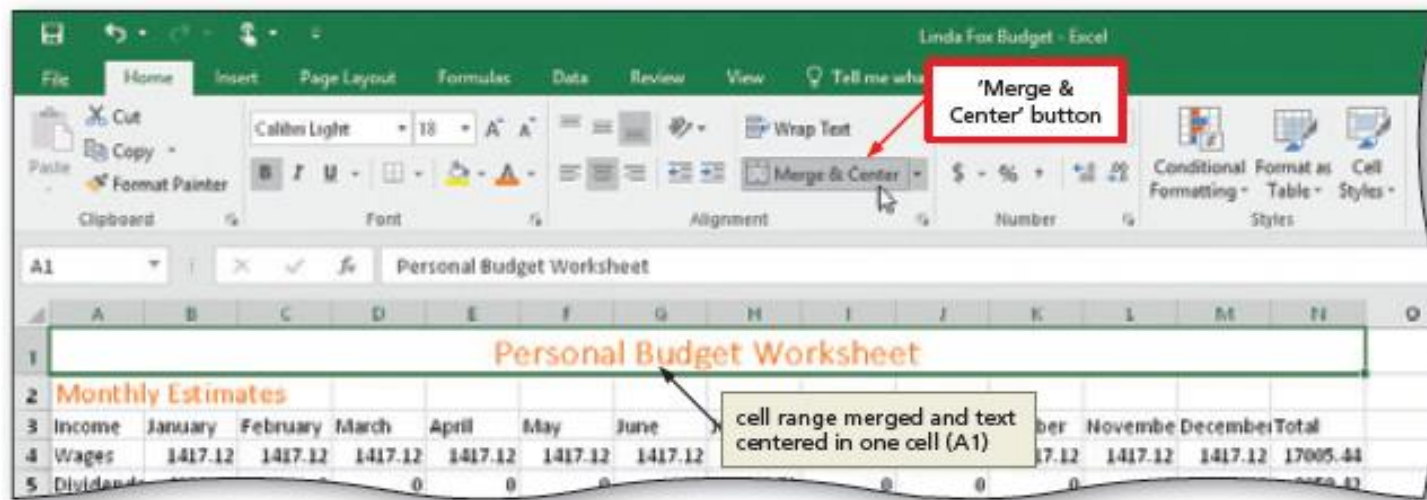 Linda Fox Budget - Excel
File Home Insert Page Layout Formulas Data Review View Tell me wha
'Merge &
Center' button
Cut
Copy
Paste
Format Painter
Calibri Light 18 A A
B I U A
Wrap Text
Merge & Center
$ % ,
Conditional Formatting
Format as Table
Cell Styles
Clipboard Font Alignment Number Styles
A1 fx Personal Budget Worksheet
A B C D E F G H I J K L M N O
1 Personal Budget Worksheet
2 Monthly Estimates
3 Income January February March April May June ber Novembe December Total
cell range merged and text
centered in one cell (A1)
4 Wages 1417.12 1417.12 1417.12 1417.12 1417.12 1417.12 17.12 1417.12 1417.12 17005.44
5 Dividends 0 0 0 0 0